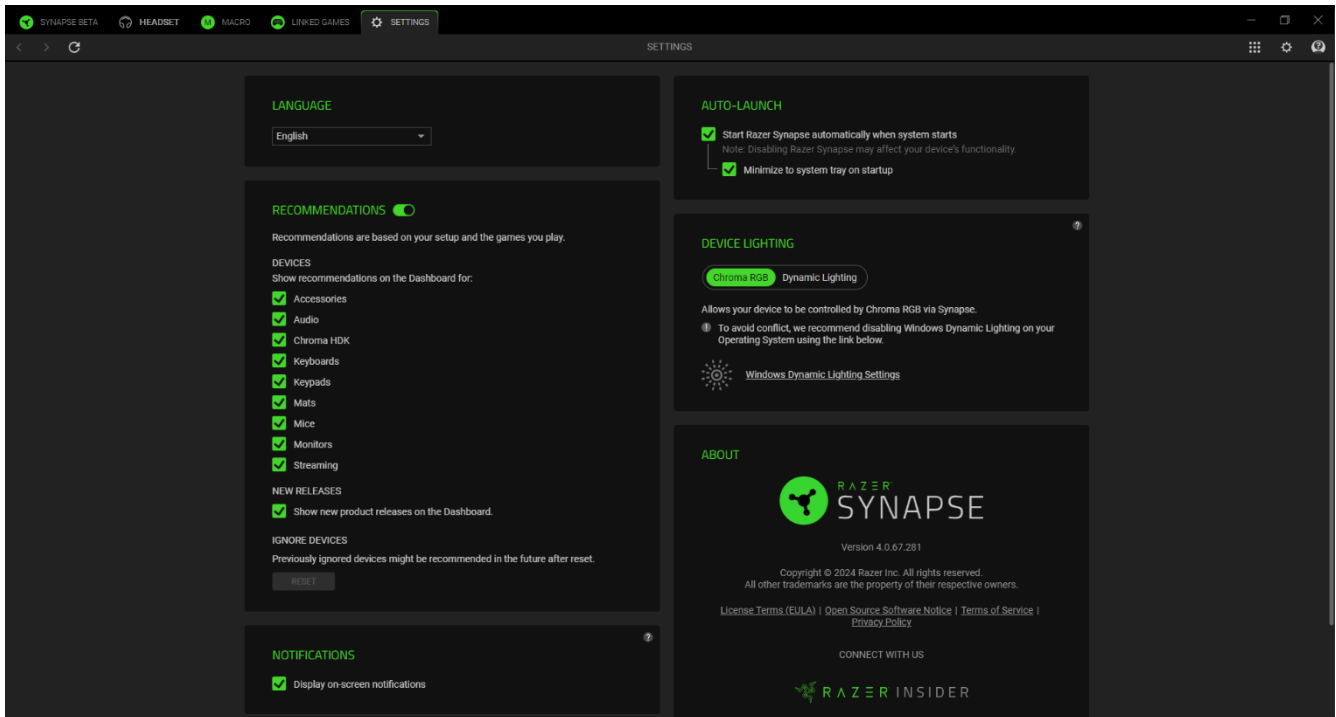 SYNAPSE BETA
HEADSET
MACRO
LINKED GAMES
SETTINGS
SETTINGS
LANGUAGE
English
RECOMMENDATIONS
Recommendations are based on your setup and the games you play.
DEVICES
Show recommendations on the Dashboard for:
Accessories
Audio
Chroma HDK
Keyboards
Keypads
Mats
Mice
Monitors
Streaming
NEW RELEASES
Show new product releases on the Dashboard.
IGNORE DEVICES
Previously ignored devices might be recommended in the future after reset.
RESET
NOTIFICATIONS
Display on-screen notifications
AUTO-LAUNCH
Start Razer Synapse automatically when system starts
Note: Disabling Razer Synapse may affect your device's functionality.
Minimize to system tray on startup
DEVICE LIGHTING
Chroma RGB Dynamic Lighting
Allows your device to be controlled by Chroma RGB via Synapse.
To avoid conflict, we recommend disabling Windows Dynamic Lighting on your
Operating System using the link below.
Windows Dynamic Lighting Settings
ABOUT
RAZER
SYNAPSE
Version 4.0.67.281
Copyright © 2024 Razer Inc. All rights reserved.
All other trademarks are the property of their respective owners.
License Terms (EULA) | Open Source Software Notice | Terms of Service |
Privacy Policy
CONNECT WITH US
RAZER INSIDER